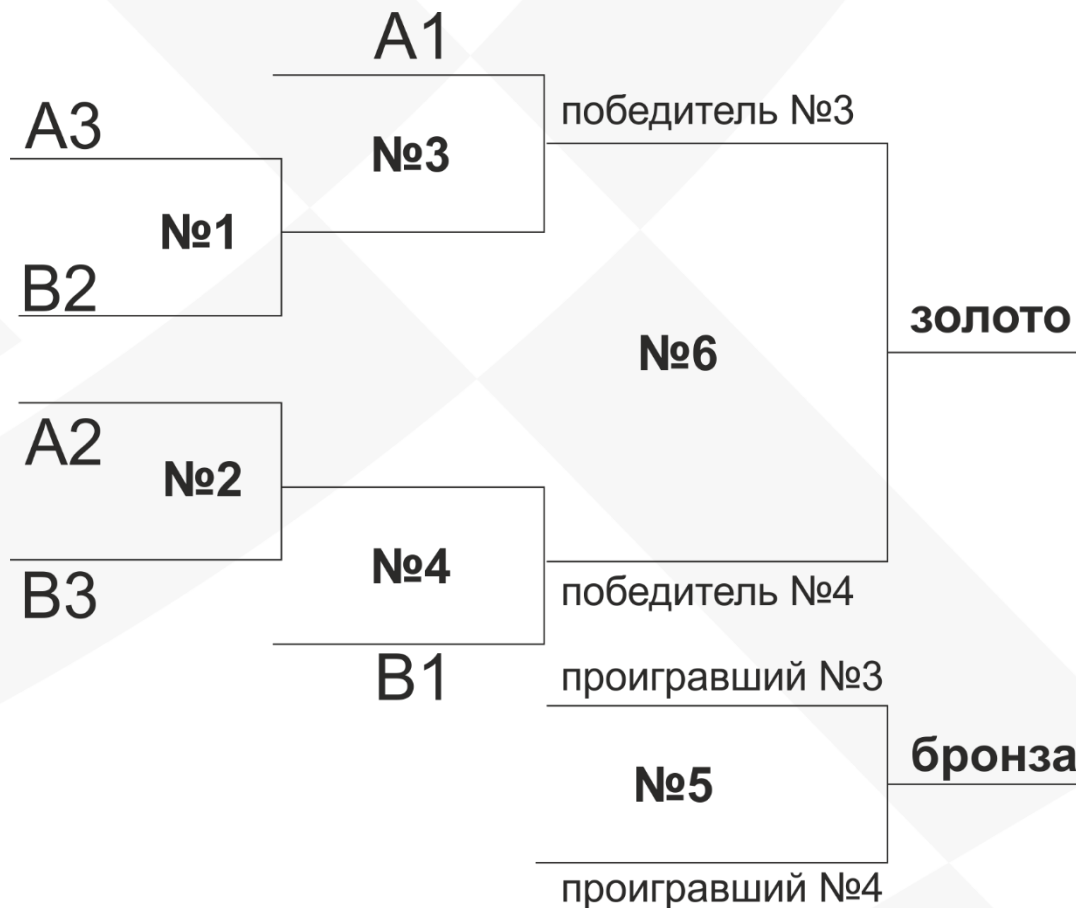 A1
победитель №3
A3
№3
№1
B2
золото
№6
A2
№2
№4
B3
победитель №4
B1
проигравший №3
бронза
№5
проигравший №4